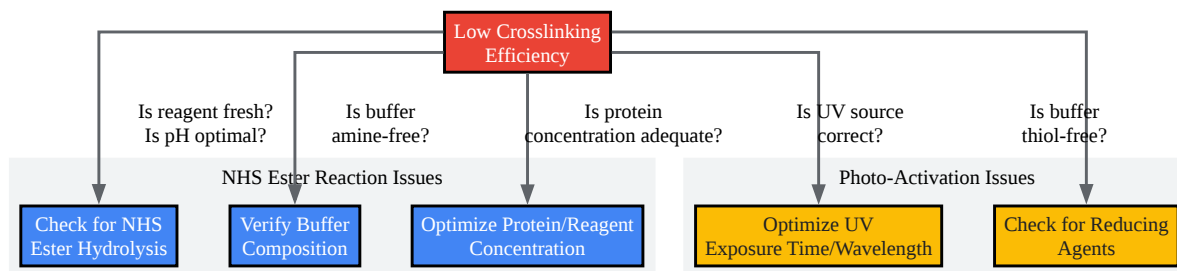 Low Crosslinking
Efficiency
Is reagent fresh?
Is pH optimal?
Is buffer
amine-free?
Is protein
concentration adequate?
Is UV source
correct?
Is buffer
thiol-free?
NHS Ester Reaction Issues
Photo-Activation Issues
Check for NHS
Ester Hydrolysis
Verify Buffer
Composition
Optimize Protein/Reagent
Concentration
Optimize UV
Exposure Time/Wavelength
Check for Reducing
Agents